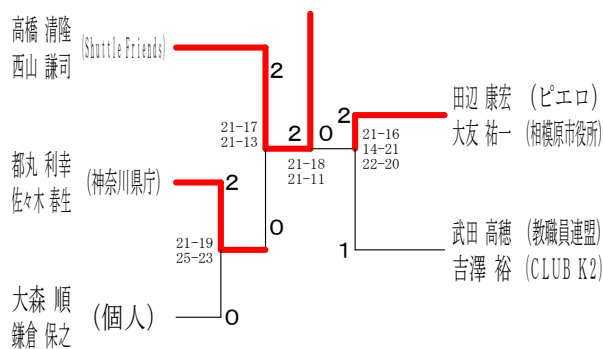 高橋 清隆
西山 謙司
(Shuttle Friends)
2
21-17
21-13
都丸 利幸
佐々木 春生
(神奈川県庁)
2
0
21-19
25-23
大森 順
鎌倉 保之
(個人)
0
2
0
21-18
21-11
2
21-16
14-21
22-20
田辺 康宏 (ピエロ)
大友 祐一 (相模原市役所)
1
武田 高穂 (教職員連盟)
吉澤 裕 (CLUB K2)